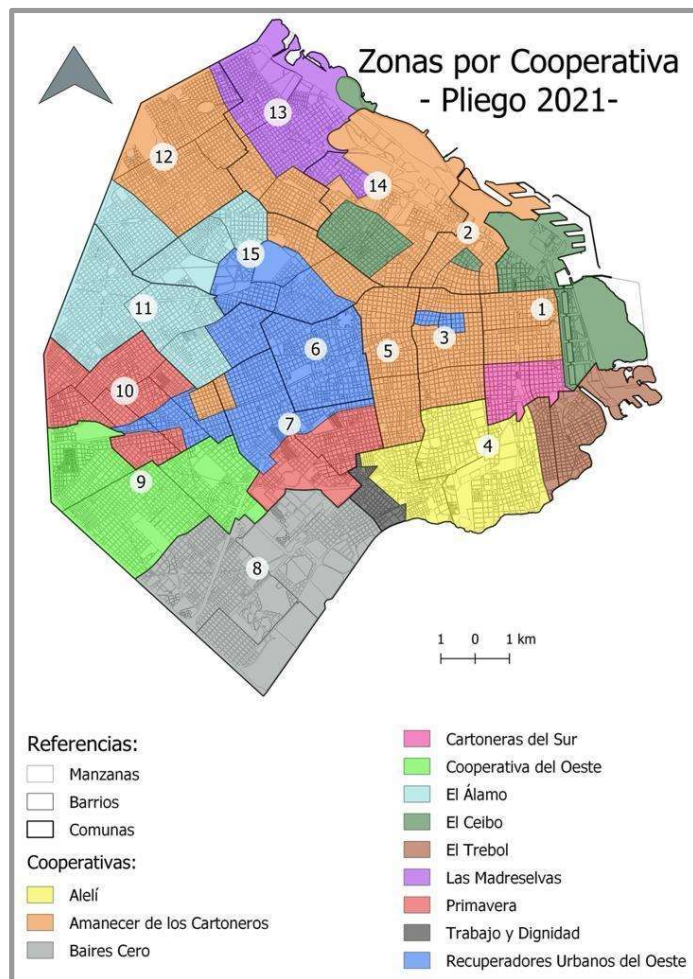 Zonas por Cooperativa
- Pliego 2021-
13
12
14
2
15
1
11
3
6
5
10
7
4
9
8
1 0 1 km
Referencias:
Manzanas
Barrios
Comunas
Cooperativas:
Alelí
Amanecer de los Cartoneros
Baires Cero
Cartoneras del Sur
Cooperativa del Oeste
El Álamo
El Ceibo
El Trebol
Las Madreselvas
Primavera
Trabajo y Dignidad
Recuperadores Urbanos del Oeste